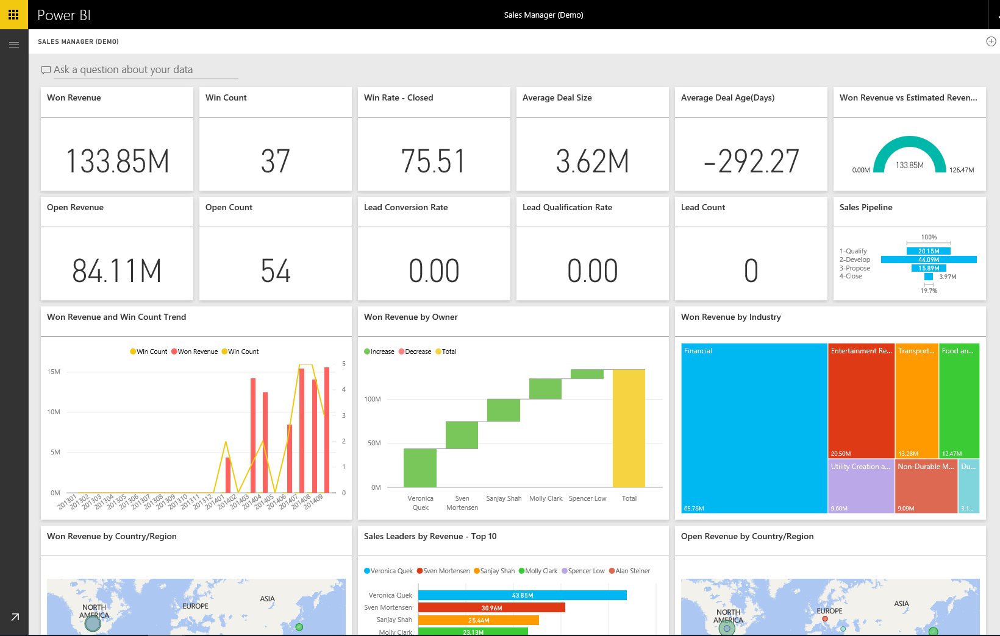 Power BI
Sales Manager (Demo)
SALES MANAGER (DEMO)
Ask a question about your data
Won Revenue
133.85M
Win Count
37
Win Rate - Closed
75.51
Average Deal Size
3.62M
Average Deal Age(Days)
-292.27
Won Revenue vs Estimated Reven...
0.00M
133.85M
126.47M
Open Revenue
84.11M
Open Count
54
Lead Conversion Rate
0.00
Lead Qualification Rate
0.00
Lead Count
0
Sales Pipeline
100%
1-Qualify 20.15M
2-Develop 44.09M
3-Propose 15.89M
4-Close 3.97M
19.7%
Won Revenue and Win Count Trend
Win Count Won Revenue Win Count
15M
10M
5M
0M
5
4
3
2
1
0
201301 201302 201303 201304 201305 201306 201307 201308 201309 201310 201311 201312 201401 201402 201403 201404 201405 201406 201407 201408 201409
Won Revenue by Owner
Increase Decrease Total
100M
50M
0M
Veronica Quek
Sven Mortensen
Sanjay Shah
Molly Clark
Spencer Low
Total
Won Revenue by Industry
Financial
65.78M
Entertainment Re...
20.50M
Transport...
13.28M
Food an...
12.47M
Utility Creation a...
9.60M
Non-Durable M...
9.09M
Du...
3.1...
Won Revenue by Country/Region
NORTH
AMERICA
EUROPE
ASIA
Sales Leaders by Revenue - Top 10
Veronica Quek Sven Mortensen Sanjay Shah Molly Clark Spencer Low Alan Steiner
Veronica Quek 43.85M
Sven Mortensen 30.96M
Sanjay Shah 25.44M
Molly Clark 23.13M
Open Revenue by Country/Region
NORTH
AMERICA
EUROPE
ASIA